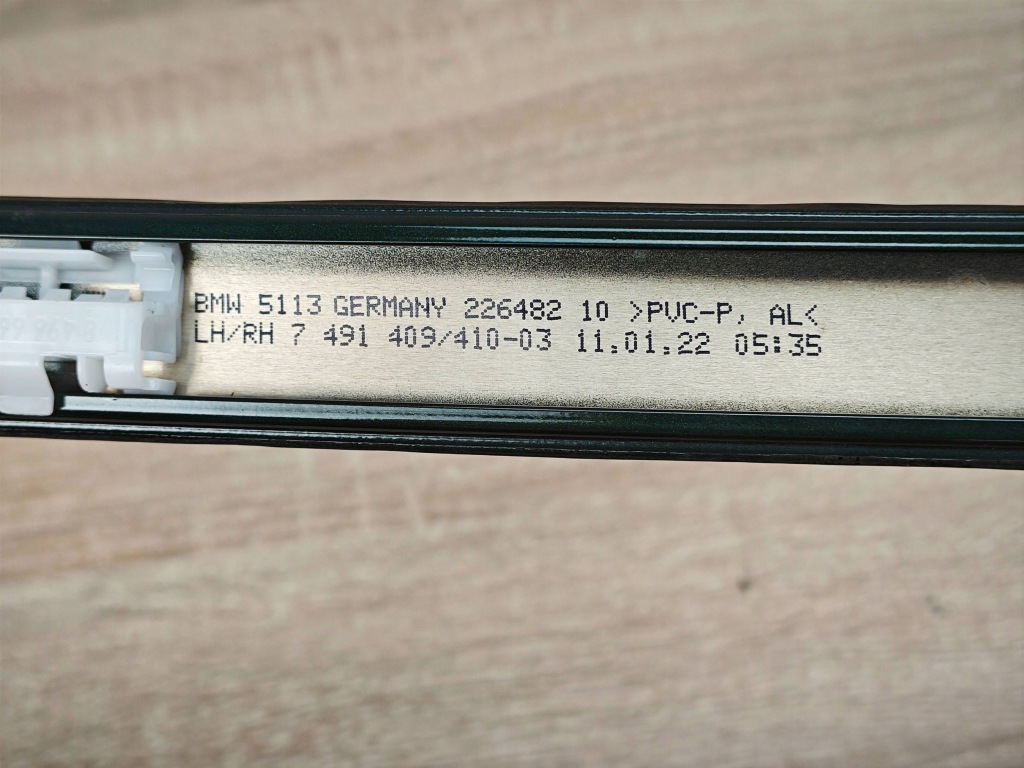 BMW 5113 GERMANY 226482 10 >PVC-P, AL<
LH/RH 7 491 409/410-03 11.01.22 05:35